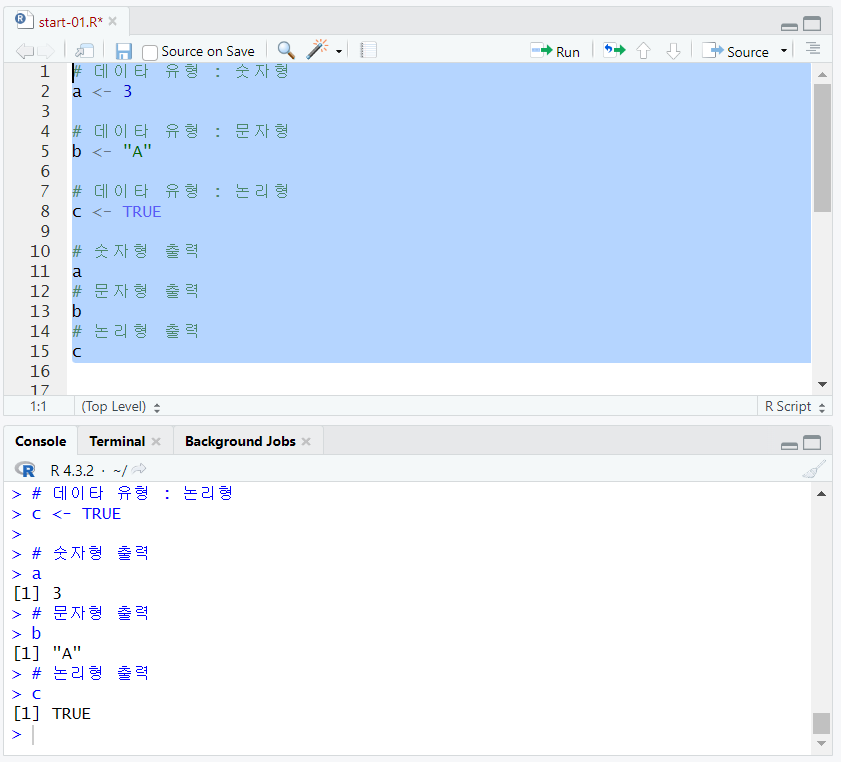 start-01.R*
Source on Save
Run
Source
1 # 데이타 유형 : 숫자형
2 a <- 3
3
4 # 데이타 유형 : 문자형
5 b <- "A"
6
7 # 데이타 유형 : 논리형
8 c <- TRUE
9
10 # 숫자형 출력
11 a
12 # 문자형 출력
13 b
14 # 논리형 출력
15 c
16
17
1:1 (Top Level) R Script
Console Terminal Background Jobs
R R 4.3.2 · ~/
> # 데이타 유형 : 논리형
> c <- TRUE
>
> # 숫자형 출력
> a
[1] 3
> # 문자형 출력
> b
[1] "A"
> # 논리형 출력
> c
[1] TRUE
>